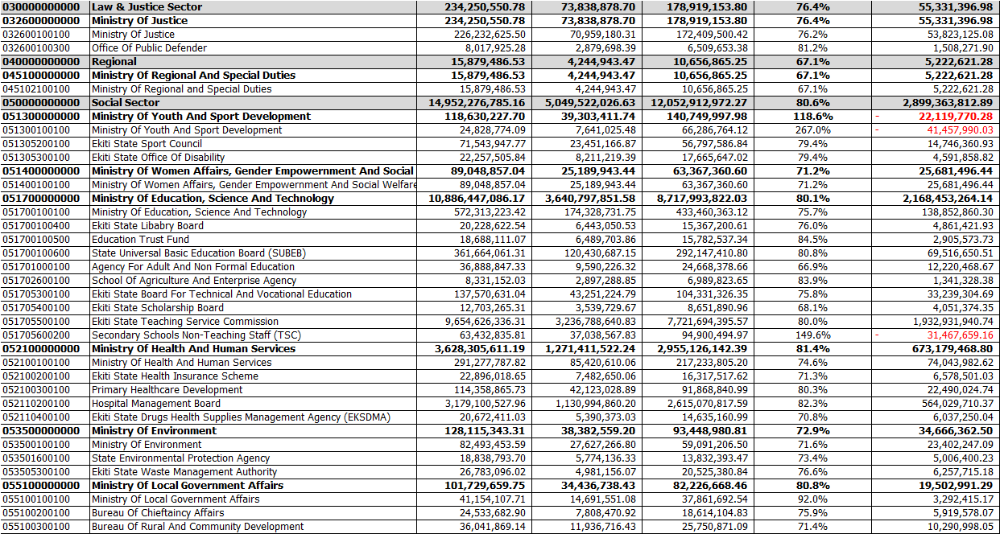 030000000000 Law & Justice Sector 234,250,550.78 73,838,878.70 178,919,153.80 76.4% 55,331,396.98
032600000000 Ministry Of Justice 234,250,550.78 73,838,878.70 178,919,153.80 76.4% 55,331,396.98
032600100100 Ministry Of Justice 226,232,625.50 70,959,180.31 172,409,500.42 76.2% 53,823,125.08
032600100300 Office Of Public Defender 8,017,925.28 2,879,698.39 6,509,653.38 81.2% 1,508,271.90
040000000000 Regional 15,879,486.53 4,244,943.47 10,656,865.25 67.1% 5,222,621.28
045100000000 Ministry Of Regional And Special Duties 15,879,486.53 4,244,943.47 10,656,865.25 67.1% 5,222,621.28
045102100100 Ministry Of Regional and Special Duties 15,879,486.53 4,244,943.47 10,656,865.25 67.1% 5,222,621.28
050000000000 Social Sector 14,952,276,785.16 5,049,522,026.63 12,052,912,972.27 80.6% 2,899,363,812.89
051300000000 Ministry Of Youth And Sport Development 118,630,227.70 39,303,411.74 140,749,997.98 118.6% - 22,119,770.28
051300100100 Ministry Of Youth And Sport Development 24,828,774.09 7,641,025.48 66,286,764.12 267.0% - 41,457,990.03
051305200100 Ekiti State Sport Council 71,543,947.77 23,451,166.87 56,797,586.84 79.4% 14,746,360.93
051305300100 Ekiti State Office Of Disability 22,257,505.84 8,211,219.39 17,665,647.02 79.4% 4,591,858.82
051400000000 Ministry Of Women Affairs, Gender Empowernment And Social 89,048,857.04 25,189,943.44 63,367,360.60 71.2% 25,681,496.44
051400100100 Ministry Of Women Affairs, Gender Empowernment And Social Welfare 89,048,857.04 25,189,943.44 63,367,360.60 71.2% 25,681,496.44
051700000000 Ministry Of Education, Science And Technology 10,886,447,086.17 3,640,797,851.58 8,717,993,822.03 80.1% 2,168,453,264.14
051700100100 Ministry Of Education, Science And Technology 572,313,223.42 174,328,731.75 433,460,363.12 75.7% 138,852,860.30
051700100400 Ekiti State Libabry Board 20,228,622.54 6,443,050.53 15,367,200.61 76.0% 4,861,421.93
051700100500 Education Trust Fund 18,688,111.07 6,489,703.86 15,782,537.34 84.5% 2,905,573.73
051700100600 State Universal Basic Education Board (SUBEB) 361,664,061.31 120,430,687.15 292,147,410.80 80.8% 69,516,650.51
051701000100 Agency For Adult And Non Formal Education 36,888,847.33 9,590,226.32 24,668,378.66 66.9% 12,220,468.67
051702600100 School Of Agriculture And Enterprise Agency 8,331,152.03 2,897,288.85 6,989,823.65 83.9% 1,341,328.38
051705300100 Ekiti State Board For Technical And Vocational Education 137,570,631.04 43,251,224.79 104,331,326.35 75.8% 33,239,304.69
051705400100 Ekiti State Scholarship Board 12,703,265.31 3,539,729.67 8,651,890.96 68.1% 4,051,374.35
051705500100 Ekiti State Teaching Service Commission 9,654,626,336.31 3,236,788,640.83 7,721,694,395.57 80.0% 1,932,931,940.74
051705600200 Secondary Schools Non-Teaching Staff (TSC) 63,432,835.81 37,038,567.83 94,900,494.97 149.6% - 31,467,659.16
052100000000 Ministry Of Health And Human Services 3,628,305,611.19 1,271,411,522.24 2,955,126,142.39 81.4% 673,179,468.80
052100100100 Ministry Of Health And Human Services 291,277,787.82 85,420,610.06 217,233,805.20 74.6% 74,043,982.62
052100200100 Ekiti State Health Insurance Scheme 22,896,018.65 7,482,650.06 16,317,517.62 71.3% 6,578,501.03
052100300100 Primary Healthcare Development 114,358,865.73 42,123,028.89 91,868,840.99 80.3% 22,490,024.74
052110200100 Hospital Management Board 3,179,100,527.96 1,130,994,860.20 2,615,070,817.59 82.3% 564,029,710.37
052110400100 Ekiti State Drugs Health Supplies Management Agency (EKSDMA) 20,672,411.03 5,390,373.03 14,635,160.99 70.8% 6,037,250.04
053500000000 Ministry Of Environment 128,115,343.31 38,382,559.20 93,448,980.81 72.9% 34,666,362.50
053500100100 Ministry Of Environment 82,493,453.59 27,627,266.80 59,091,206.50 71.6% 23,402,247.09
053501600100 State Environmental Protection Agency 18,838,793.70 5,774,136.33 13,832,393.47 73.4% 5,006,400.23
053505300100 Ekiti State Waste Management Authority 26,783,096.02 4,981,156.07 20,525,380.84 76.6% 6,257,715.18
055100000000 Ministry Of Local Government Affairs 101,729,659.75 34,436,738.43 82,226,668.46 80.8% 19,502,991.29
055100100100 Ministry Of Local Government Affairs 41,154,107.71 14,691,551.08 37,861,692.54 92.0% 3,292,415.17
055100200100 Bureau Of Chieftaincy Affairs 24,533,682.90 7,808,470.92 18,614,104.83 75.9% 5,919,578.07
055100300100 Bureau Of Rural And Community Development 36,041,869.14 11,936,716.43 25,750,871.09 71.4% 10,290,998.05